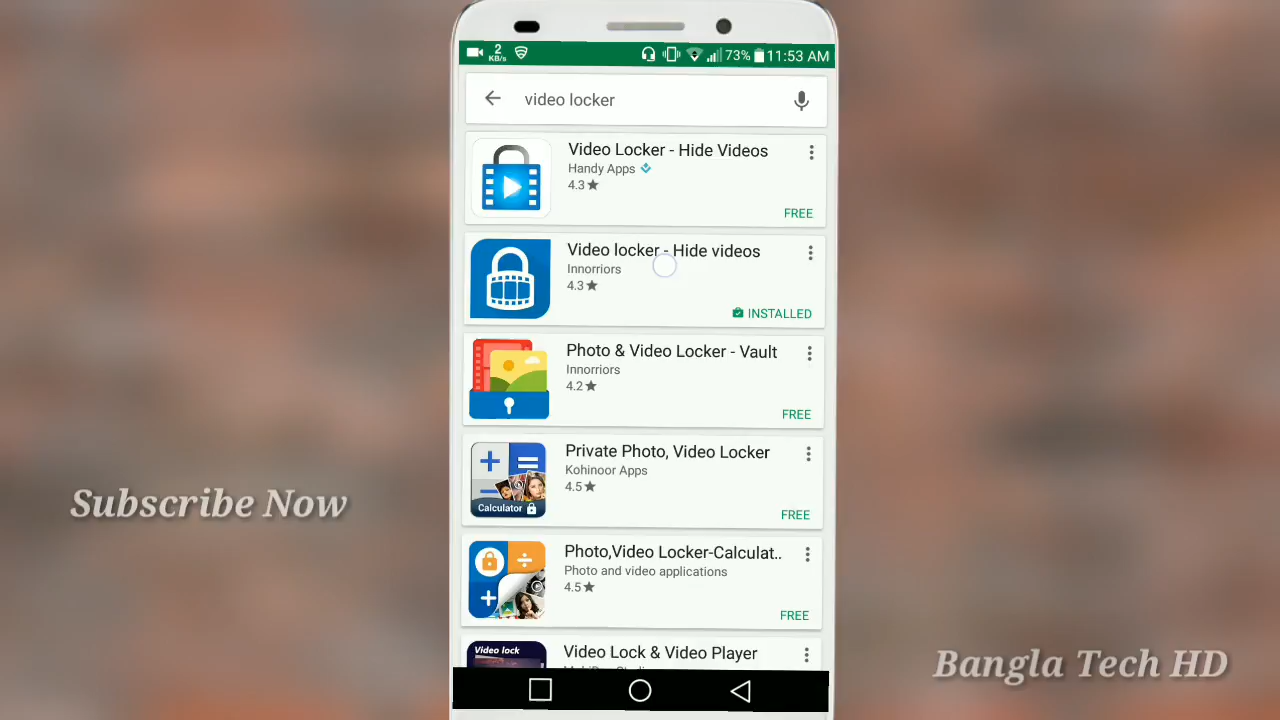 2
KB/s
73%
11:53 AM
video locker
Video Locker - Hide Videos
Handy Apps
4.3
FREE
Video locker - Hide videos
Innorriors
4.3
INSTALLED
Photo & Video Locker - Vault
Innorriors
4.2
FREE
Private Photo, Video Locker
Kohinoor Apps
4.5
Calculator
FREE
Photo,Video Locker-Calculat..
Photo and video applications
4.5
FREE
Video lock
Video Lock & Video Player
Subscribe Now
Bangla Tech HD